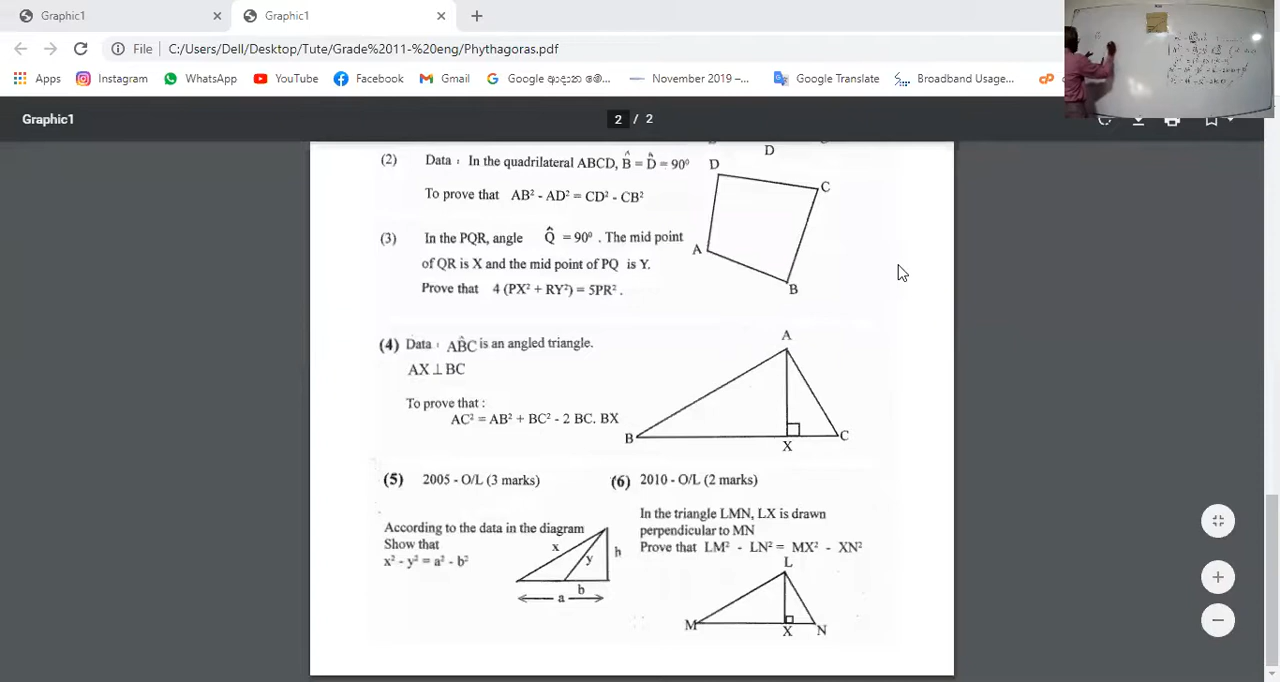 Graphic1
Graphic1
File
C:/Users/Dell/Desktop/Tute/Grade%2011-%20eng/Phythagoras.pdf
Apps
Instagram
WhatsApp
YouTube
Facebook
Gmail
November 2019 –...
Google Translate
Broadband Usage...
Graphic1
2 / 2
(2) Data : In the quadrilateral ABCD, B̂ = D̂ = 90⁰
To prove that AB² - AD² = CD² - CB²
D
D
C
A
B
(3) In the PQR, angle Q̂ = 90⁰ . The mid point
of QR is X and the mid point of PQ is Y.
Prove that 4 (PX² + RY²) = 5PR² .
(4) Data : AB̂C is an angled triangle.
AX ⊥ BC
To prove that :
AC² = AB² + BC² - 2 BC. BX
A
B
X
C
(5) 2005 - O/L (3 marks)
According to the data in the diagram
Show that
x² - y² = a² - b²
x
y
h
b
a
(6) 2010 - O/L (2 marks)
In the triangle LMN, LX is drawn
perpendicular to MN
Prove that LM² - LN² = MX² - XN²
L
M
X
N